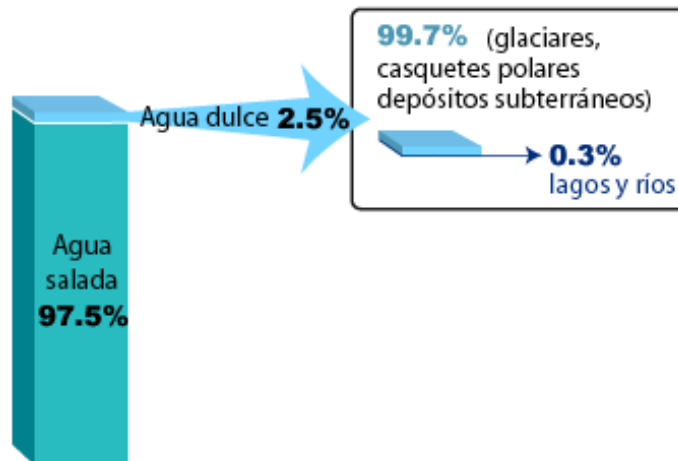 99.7% (glaciares,
casquetes polares
depósitos subterráneos)
Agua dulce 2.5%
0.3%
lagos y ríos
Agua
salada
97.5%